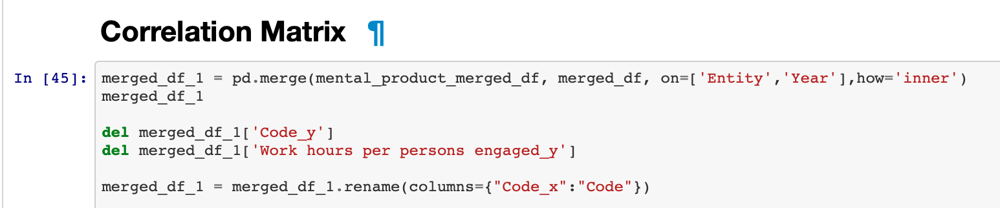 Correlation Matrix ¶
In [45]: merged_df_1 = pd.merge(mental_product_merged_df, merged_df, on=['Entity','Year'],how='inner')
merged_df_1
del merged_df_1['Code_y']
del merged_df_1['Work hours per persons engaged_y']
merged_df_1 = merged_df_1.rename(columns={"Code_x":"Code"})